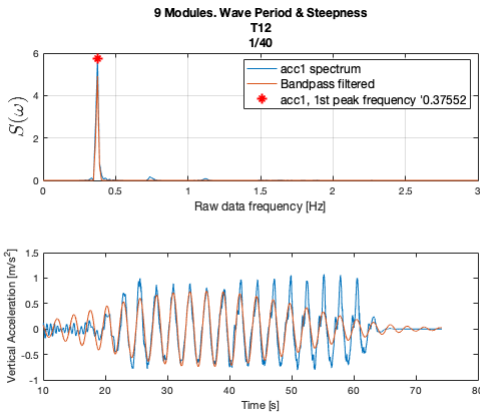 9 Modules. Wave Period & Steepness
T12
1/40
6
4
2
0
S(ω)
acc1 spectrum
Bandpass filtered
acc1, 1st peak frequency '0.37552
0 0.5 1 1.5 2 2.5 3
Raw data frequency [Hz]
1.5
1
0.5
0
-0.5
-1
Vertical Acceleration [m/s²]
10 20 30 40 50 60 70 80
Time [s]